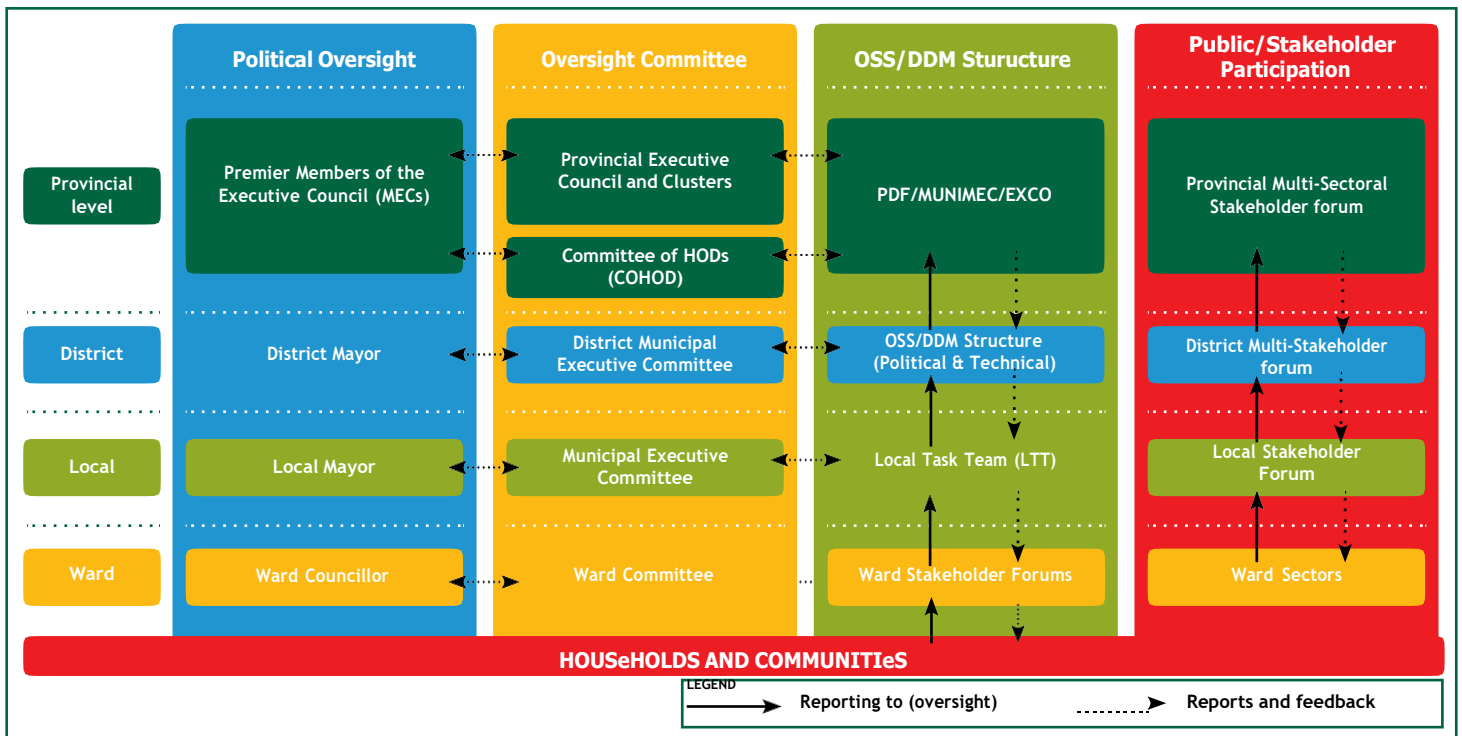 Political Oversight
Oversight Committee
OSS/DDM Sturucture
Public/Stakeholder
Participation
Provincial
level
Premier Members of the
Executive Council (MECs)
Provincial Executive
Council and Clusters
Committee of HODs
(COHOD)
PDF/MUNIMEC/EXCO
Provincial Multi-Sectoral
Stakeholder forum
District
District Mayor
District Municipal
Executive Committee
OSS/DDM Structure
(Political & Technical)
District Multi-Stakeholder
forum
Local
Local Mayor
Municipal Executive
Committee
Local Task Team (LTT)
Local Stakeholder
Forum
Ward
Ward Councillor
Ward Committee
Ward Stakeholder Forums
Ward Sectors
HOUSeHOLDS AND COMMUNITIeS
LEGEND
Reporting to (oversight)
Reports and feedback